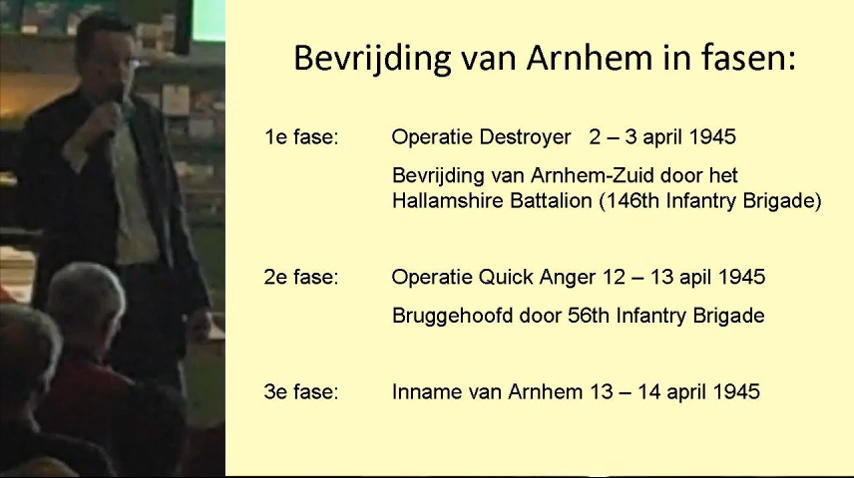 Bevrijding van Arnhem in fasen:
1e fase: Operatie Destroyer 2 – 3 april 1945
Bevrijding van Arnhem-Zuid door het
Hallamshire Battalion (146th Infantry Brigade)
2e fase: Operatie Quick Anger 12 – 13 apil 1945
Bruggehoofd door 56th Infantry Brigade
3e fase: Inname van Arnhem 13 – 14 april 1945